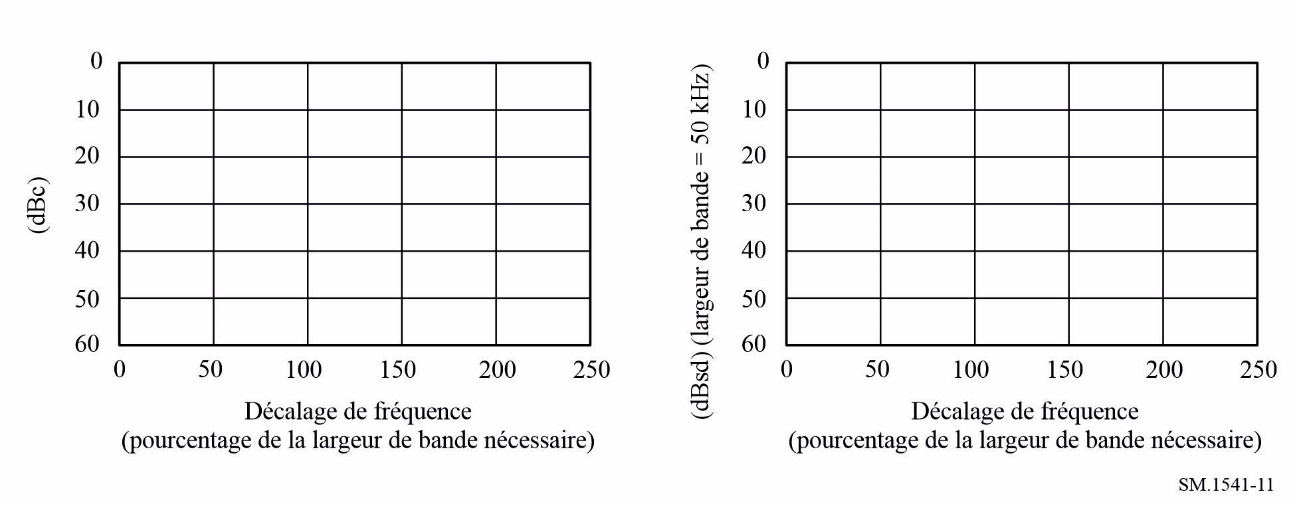 (dBc)
0
10
20
30
40
50
60
0 50 100 150 200 250
Décalage de fréquence
(pourcentage de la largeur de bande nécessaire)
(dBsd) (largeur de bande = 50 kHz)
0
10
20
30
40
50
60
0 50 100 150 200 250
Décalage de fréquence
(pourcentage de la largeur de bande nécessaire)
SM.1541-11